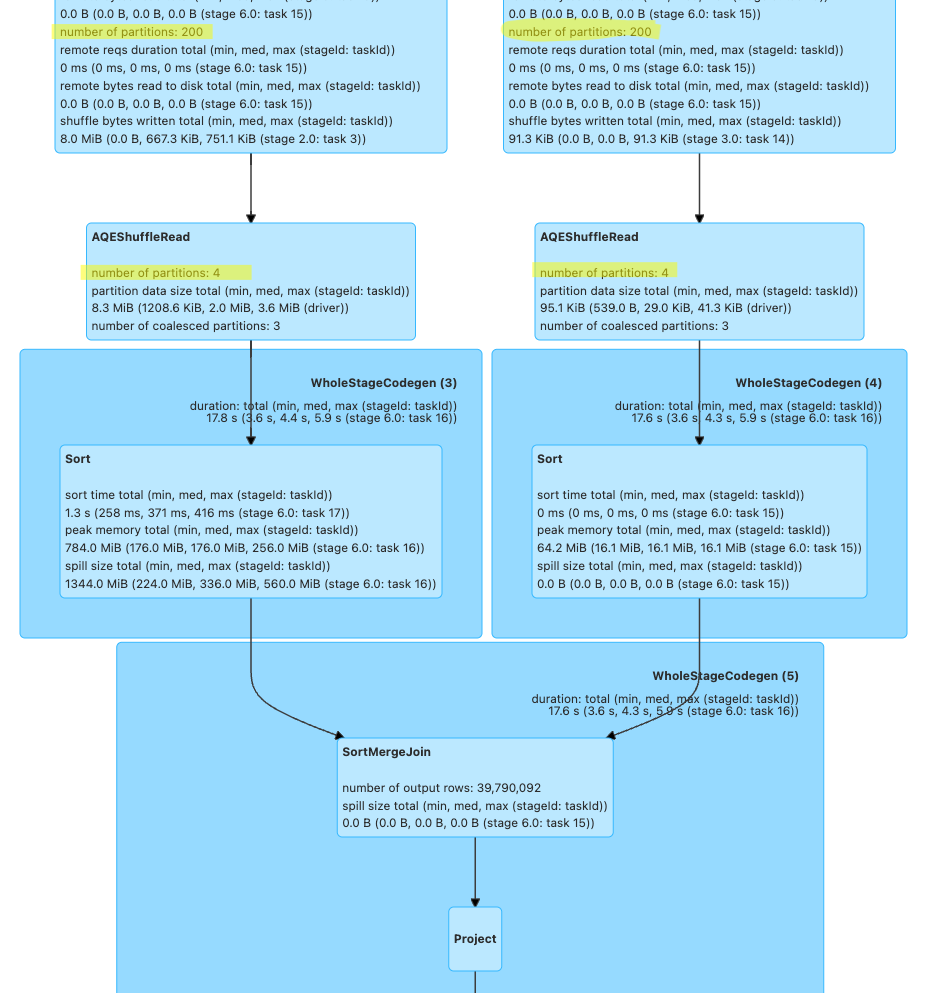 0.0 B (0.0 B, 0.0 B, 0.0 B (stage 6.0: task 15))
number of partitions: 200
remote reqs duration total (min, med, max (stageId: taskId))
0 ms (0 ms, 0 ms, 0 ms (stage 6.0: task 15))
remote bytes read to disk total (min, med, max (stageId: taskId))
0.0 B (0.0 B, 0.0 B, 0.0 B (stage 6.0: task 15))
shuffle bytes written total (min, med, max (stageId: taskId))
8.0 MiB (0.0 B, 667.3 KiB, 751.1 KiB (stage 2.0: task 3))
0.0 B (0.0 B, 0.0 B, 0.0 B (stage 6.0: task 15))
number of partitions: 200
remote reqs duration total (min, med, max (stageId: taskId))
0 ms (0 ms, 0 ms, 0 ms (stage 6.0: task 15))
remote bytes read to disk total (min, med, max (stageId: taskId))
0.0 B (0.0 B, 0.0 B, 0.0 B (stage 6.0: task 15))
shuffle bytes written total (min, med, max (stageId: taskId))
91.3 KiB (0.0 B, 0.0 B, 91.3 KiB (stage 3.0: task 14))
AQEShuffleRead
number of partitions: 4
partition data size total (min, med, max (stageId: taskId))
8.3 MiB (1208.6 KiB, 2.0 MiB, 3.6 MiB (driver))
number of coalesced partitions: 3
AQEShuffleRead
number of partitions: 4
partition data size total (min, med, max (stageId: taskId))
95.1 KiB (539.0 B, 29.0 KiB, 41.3 KiB (driver))
number of coalesced partitions: 3
WholeStageCodegen (3)
duration: total (min, med, max (stageId: taskId))
17.8 s (3.6 s, 4.4 s, 5.9 s (stage 6.0: task 16))
Sort
sort time total (min, med, max (stageId: taskId))
1.3 s (258 ms, 371 ms, 416 ms (stage 6.0: task 17))
peak memory total (min, med, max (stageId: taskId))
784.0 MiB (176.0 MiB, 176.0 MiB, 256.0 MiB (stage 6.0: task 16))
spill size total (min, med, max (stageId: taskId))
1344.0 MiB (224.0 MiB, 336.0 MiB, 560.0 MiB (stage 6.0: task 16))
WholeStageCodegen (4)
duration: total (min, med, max (stageId: taskId))
17.6 s (3.6 s, 4.3 s, 5.9 s (stage 6.0: task 16))
Sort
sort time total (min, med, max (stageId: taskId))
0 ms (0 ms, 0 ms, 0 ms (stage 6.0: task 15))
peak memory total (min, med, max (stageId: taskId))
64.2 MiB (16.1 MiB, 16.1 MiB, 16.1 MiB (stage 6.0: task 15))
spill size total (min, med, max (stageId: taskId))
0.0 B (0.0 B, 0.0 B, 0.0 B (stage 6.0: task 15))
WholeStageCodegen (5)
duration: total (min, med, max (stageId: taskId))
17.6 s (3.6 s, 4.3 s, 5.9 s (stage 6.0: task 16))
SortMergeJoin
number of output rows: 39,790,092
spill size total (min, med, max (stageId: taskId))
0.0 B (0.0 B, 0.0 B, 0.0 B (stage 6.0: task 15))
Project